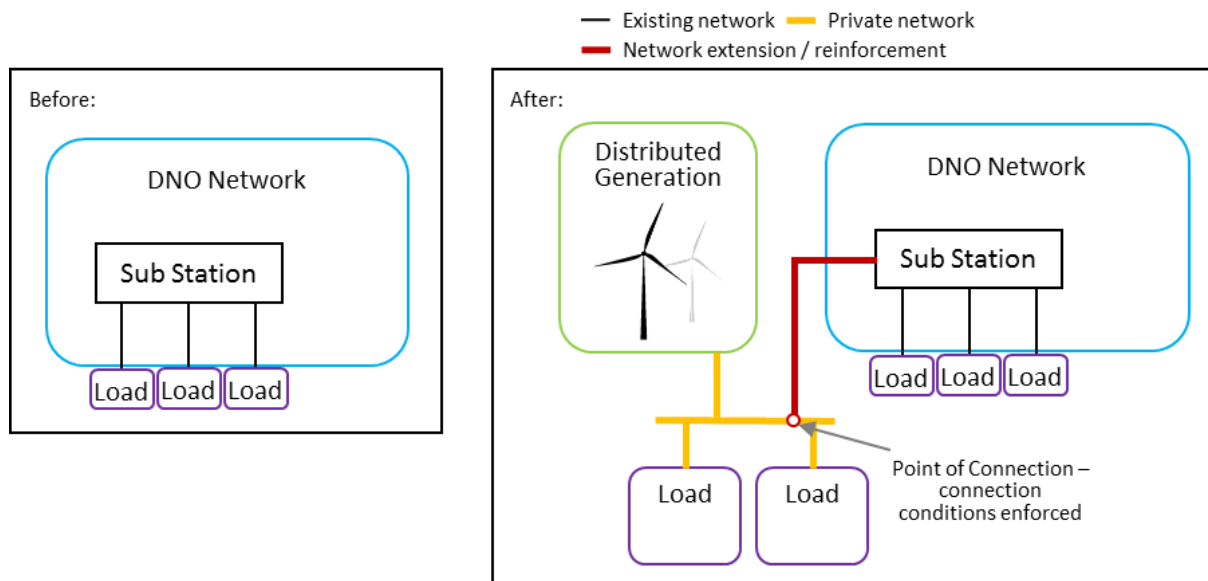 Existing network
Private network
Network extension / reinforcement
Before:
DNO Network
Sub Station
Load
Load
Load
After:
Distributed
Generation
DNO Network
Sub Station
Load
Load
Load
Load
Load
Point of Connection –
connection
conditions enforced